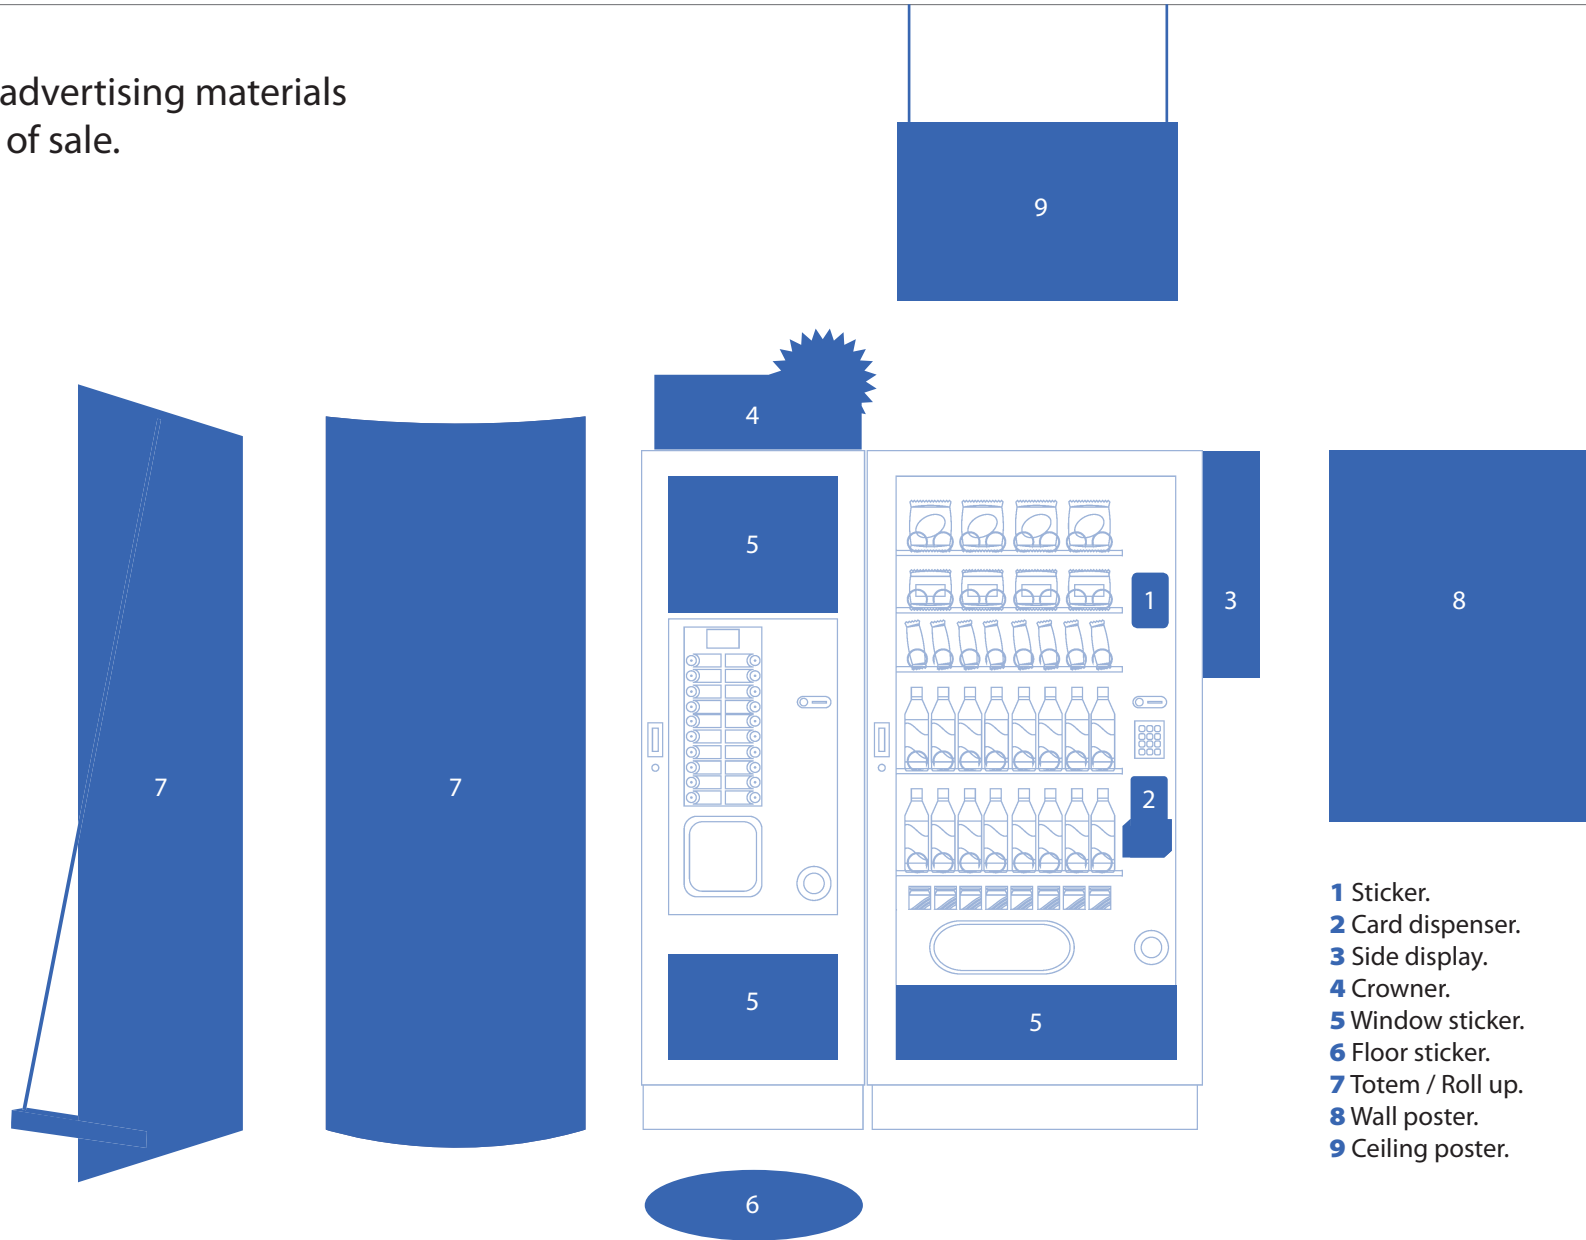 advertising materials
of sale.
9
4
5
1
3
8
7
7
2
5
5
6
1 Sticker.
2 Card dispenser.
3 Side display.
4 Crowner.
5 Window sticker.
6 Floor sticker.
7 Totem / Roll up.
8 Wall poster.
9 Ceiling poster.